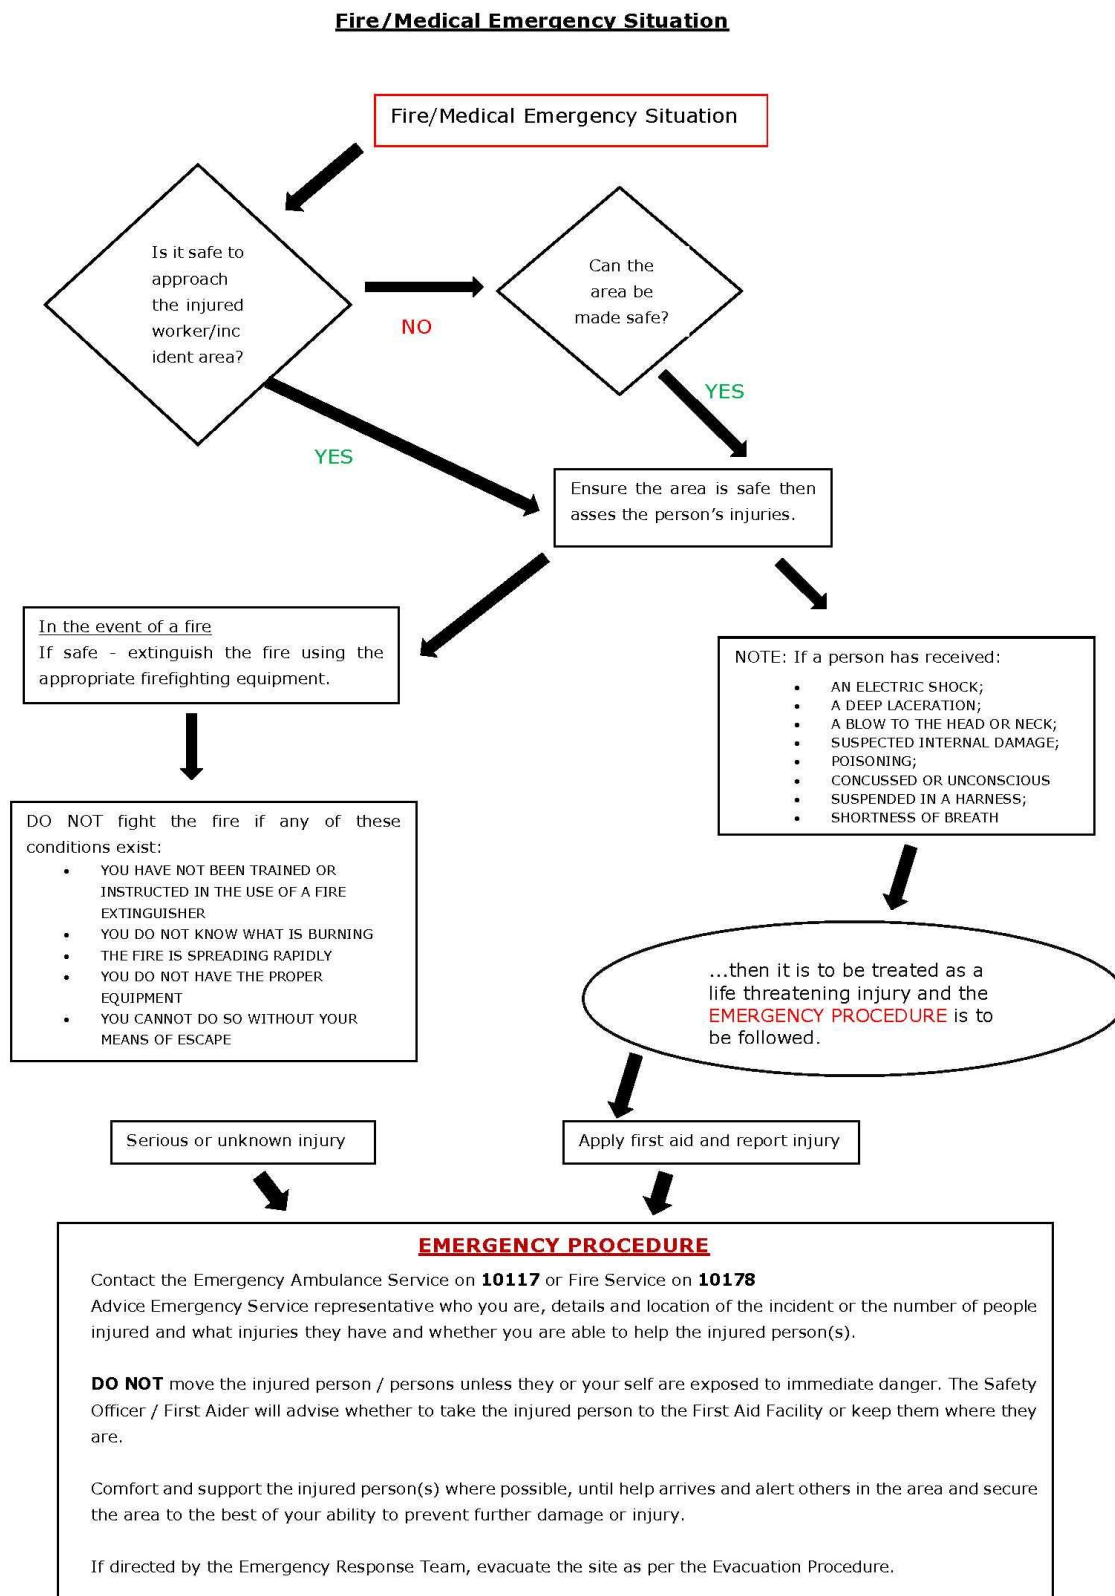 Fire/Medical Emergency Situation
Fire/Medical Emergency Situation
Is it safe to
approach
the injured
worker/inc
ident area?
NO
Can the
area be
made safe?
YES
YES
Ensure the area is safe then
asses the person's injuries.
In the event of a fire
If safe - extinguish the fire using the
appropriate firefighting equipment.
NOTE: If a person has received:
• AN ELECTRIC SHOCK;
• A DEEP LACERATION;
• A BLOW TO THE HEAD OR NECK;
• SUSPECTED INTERNAL DAMAGE;
• POISONING;
• CONCUSSED OR UNCONSCIOUS
• SUSPENDED IN A HARNESS;
• SHORTNESS OF BREATH
DO NOT fight the fire if any of these
conditions exist:
• YOU HAVE NOT BEEN TRAINED OR
INSTRUCTED IN THE USE OF A FIRE
EXTINGUISHER
• YOU DO NOT KNOW WHAT IS BURNING
• THE FIRE IS SPREADING RAPIDLY
• YOU DO NOT HAVE THE PROPER
EQUIPMENT
• YOU CANNOT DO SO WITHOUT YOUR
MEANS OF ESCAPE
...then it is to be treated as a
life threatening injury and the
EMERGENCY PROCEDURE is to
be followed.
Serious or unknown injury
Apply first aid and report injury
EMERGENCY PROCEDURE
Contact the Emergency Ambulance Service on 10117 or Fire Service on 10178
Advice Emergency Service representative who you are, details and location of the incident or the number of people
injured and what injuries they have and whether you are able to help the injured person(s).
DO NOT move the injured person / persons unless they or your self are exposed to immediate danger. The Safety
Officer / First Aider will advise whether to take the injured person to the First Aid Facility or keep them where they
are.
Comfort and support the injured person(s) where possible, until help arrives and alert others in the area and secure
the area to the best of your ability to prevent further damage or injury.
If directed by the Emergency Response Team, evacuate the site as per the Evacuation Procedure.